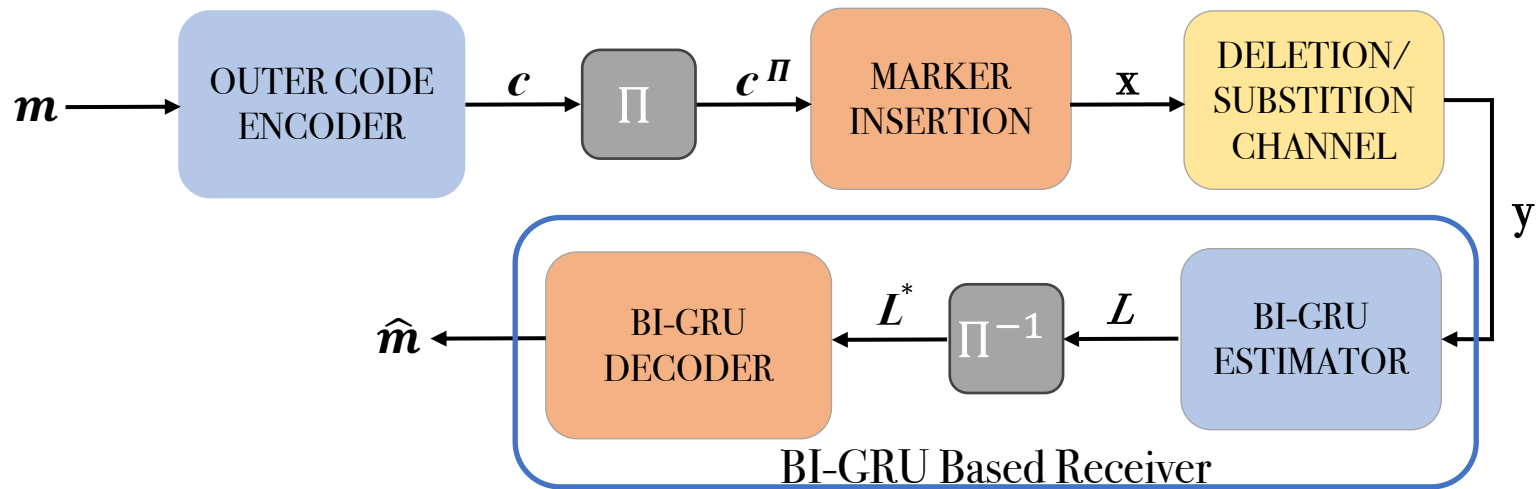 m
OUTER CODE
ENCODER
c
Π
c^Π
MARKER
INSERTION
x
DELETION/
SUBSTITION
CHANNEL
y
m̂
BI-GRU
DECODER
L*
Π⁻¹
L
BI-GRU
ESTIMATOR
BI-GRU Based Receiver